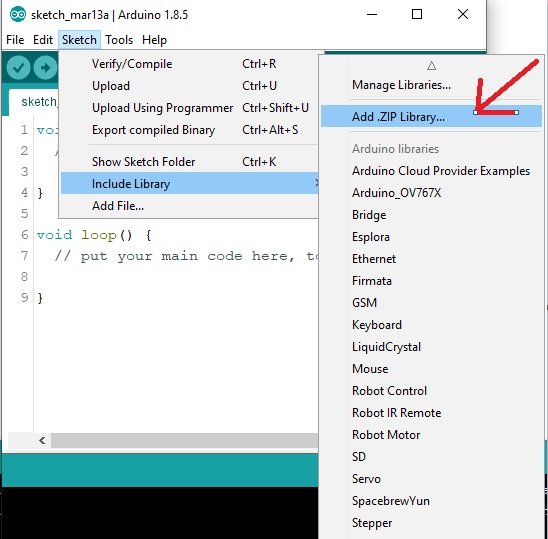 sketch_mar13a | Arduino 1.8.5
File Edit Sketch Tools Help
Verify/Compile Ctrl+R
Upload Ctrl+U
Upload Using Programmer Ctrl+Shift+U
Export compiled Binary Ctrl+Alt+S
Show Sketch Folder Ctrl+K
Include Library
Add File...
Manage Libraries...
Add .ZIP Library...
Arduino libraries
Arduino Cloud Provider Examples
Arduino_OV767X
Bridge
Esplora
Ethernet
Firmata
GSM
Keyboard
LiquidCrystal
Mouse
Robot Control
Robot IR Remote
Robot Motor
SD
Servo
SpacebrewYun
Stepper
sketch_
1 vo
2 /
3
4 }
5
6 void loop() {
7 // put your main code here, to
8
9 }